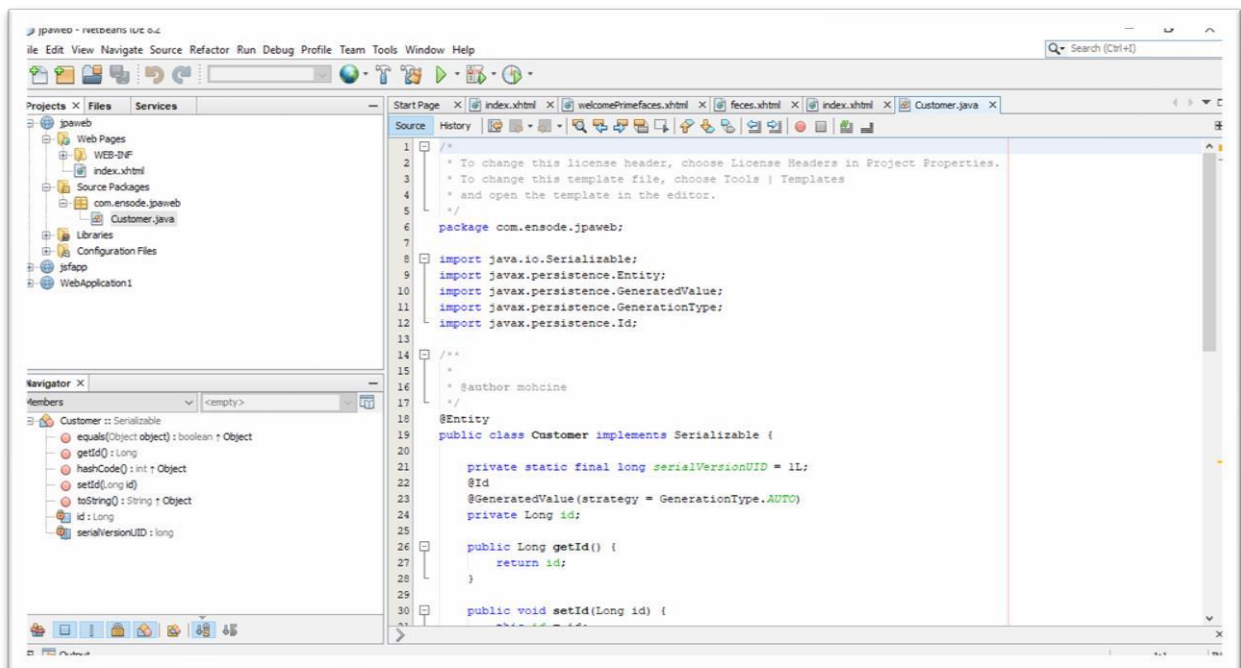 jpaweb - NetBeans IDE 8.2
ile Edit View Navigate Source Refactor Run Debug Profile Team Tools Window Help
Search (Ctrl+I)
Projects Files Services
jpaweb
Web Pages
WEB-INF
index.xhtml
Source Packages
com.ensode.jpaweb
Customer.java
Libraries
Configuration Files
jsfapp
WebApplication1
Navigator
Members <empty>
Customer :: Serializable
equals(Object object) : boolean ↑ Object
getId() : Long
hashCode() : int ↑ Object
setId(Long id)
toString() : String ↑ Object
id : Long
serialVersionUID : long
Output
Start Page index.xhtml welcomePrimefaces.xhtml feces.xhtml index.xhtml Customer.java
Source History
1 /*
2 * To change this license header, choose License Headers in Project Properties.
3 * To change this template file, choose Tools | Templates
4 * and open the template in the editor.
5 */
6 package com.ensode.jpaweb;
7
8 import java.io.Serializable;
9 import javax.persistence.Entity;
10 import javax.persistence.GeneratedValue;
11 import javax.persistence.GenerationType;
12 import javax.persistence.Id;
13
14 /**
15 *
16 * @author mohcine
17 */
18 @Entity
19 public class Customer implements Serializable {
20
21 private static final long serialVersionUID = 1L;
22 @Id
23 @GeneratedValue(strategy = GenerationType.AUTO)
24 private Long id;
25
26 public Long getId() {
27 return id;
28 }
29
30 public void setId(Long id) {
31 this.id = id;
1:1